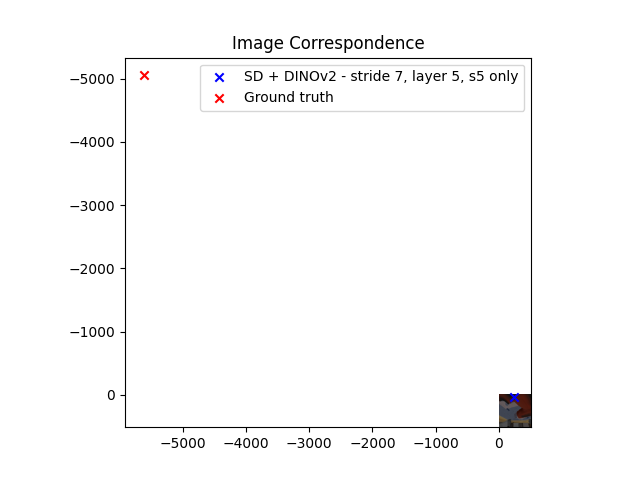 Image Correspondence
SD + DINOv2 - stride 7, layer 5, s5 only
Ground truth
−5000
−4000
−3000
−2000
−1000
0
−5000 −4000 −3000 −2000 −1000 0